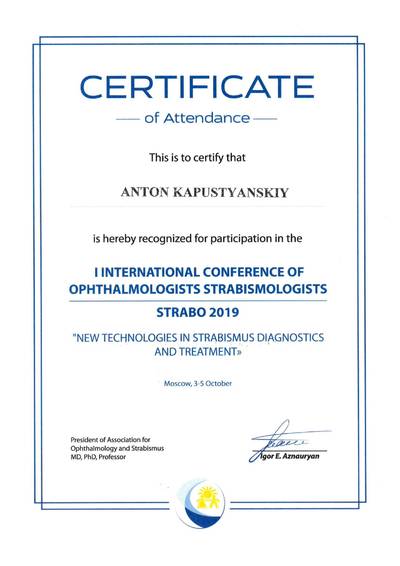 CERTIFICATE
of Attendance
This is to certify that
ANTON KAPUSTYANSKIY
is hereby recognized for participation in the
I INTERNATIONAL CONFERENCE OF
OPHTHALMOLOGISTS STRABISMOLOGISTS
STRABO 2019
"NEW TECHNOLOGIES IN STRABISMUS DIAGNOSTICS
AND TREATMENT»
Moscow, 3-5 October
President of Association for
Ophthalmology and Strabismus
MD, PhD, Professor
Igor E. Aznauryan